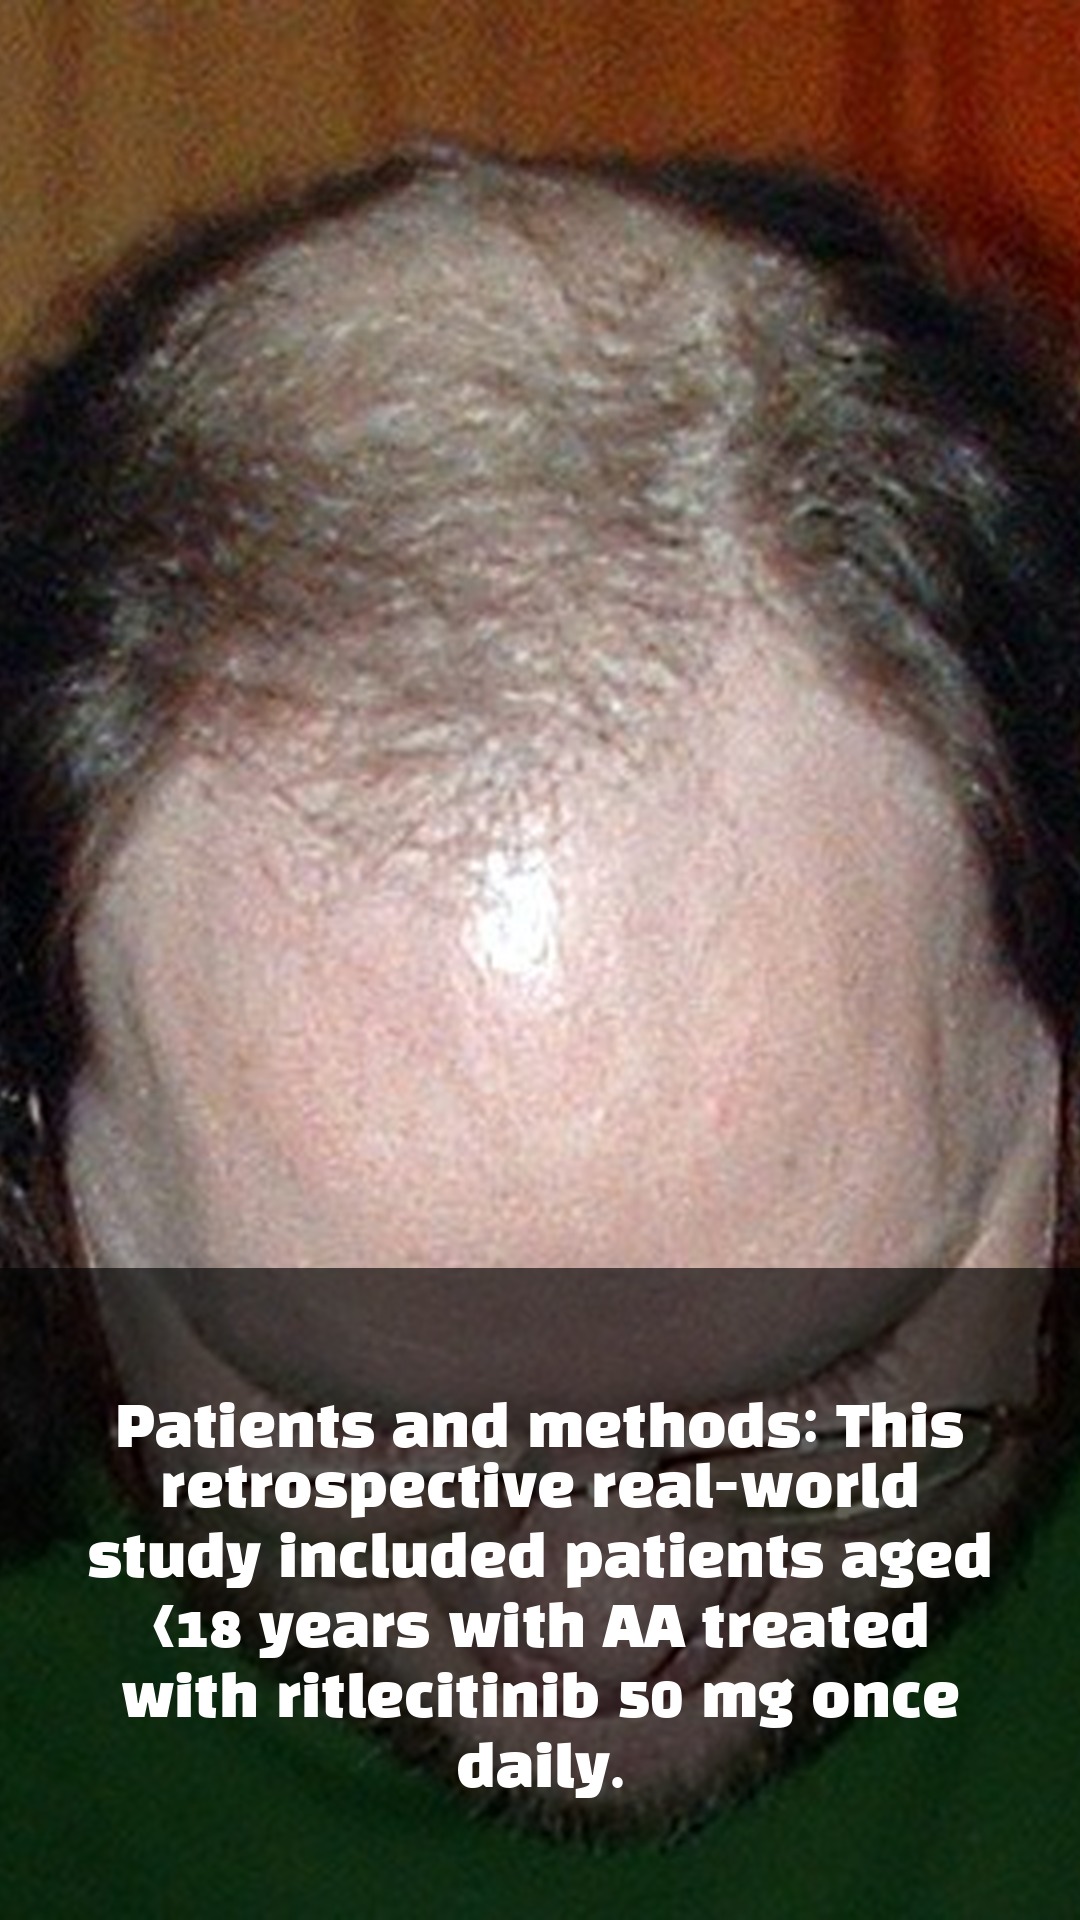 Patients and methods: This
retrospective real-world
study included patients aged
<18 years with AA treated
with ritlecitinib 50 mg once
daily.